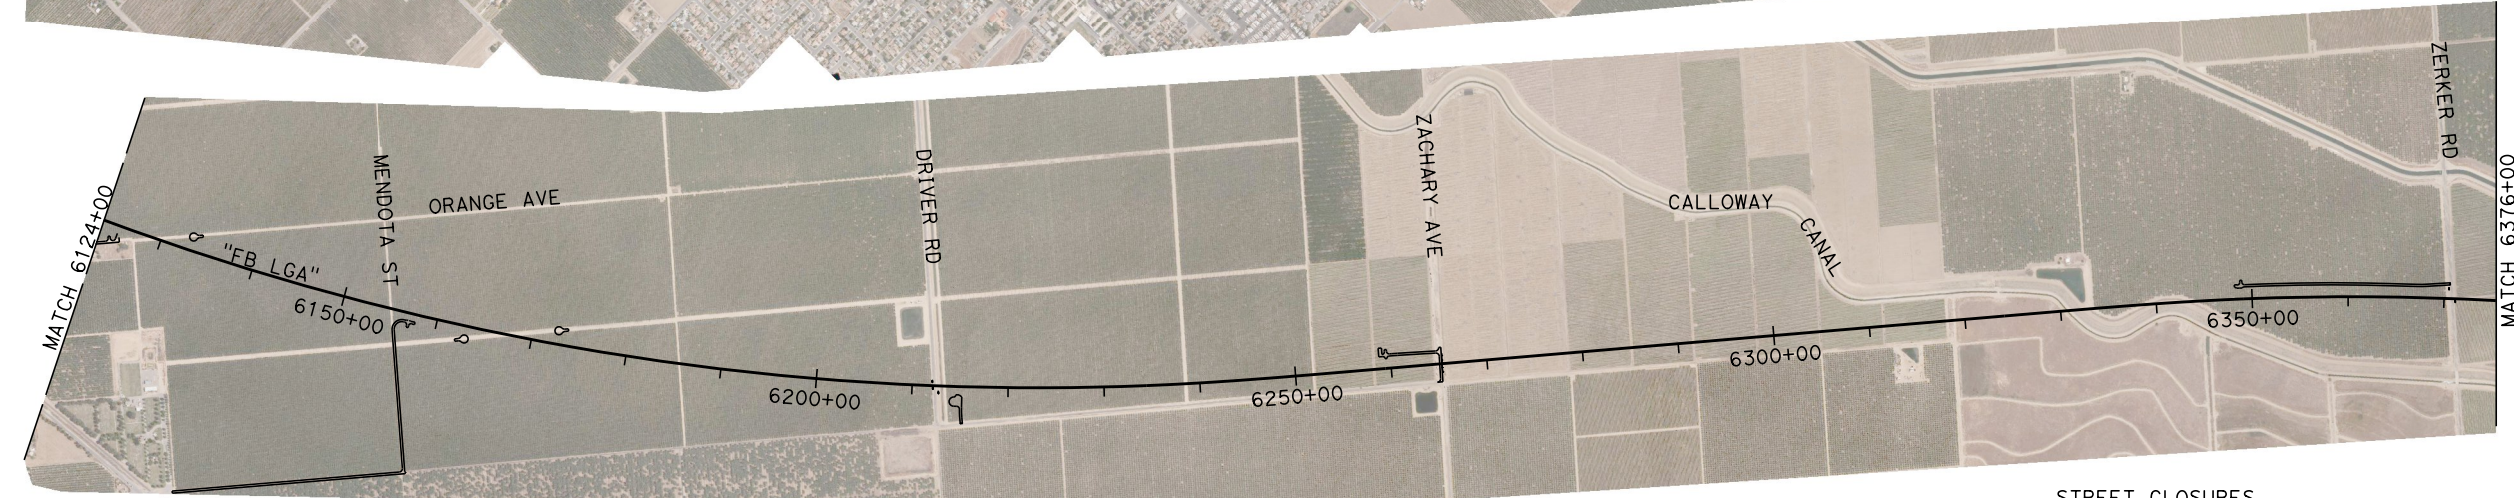 MATCH 6124+00
MENDOTA ST
ORANGE AVE
"FB LGA"
6150+00
DRIVER RD
6200+00
ZACHARY AVE
6250+00
CALLOWAY
CANAL
6300+00
6350+00
ZERKER RD
MATCH 6376+00
STREET CLOSURES